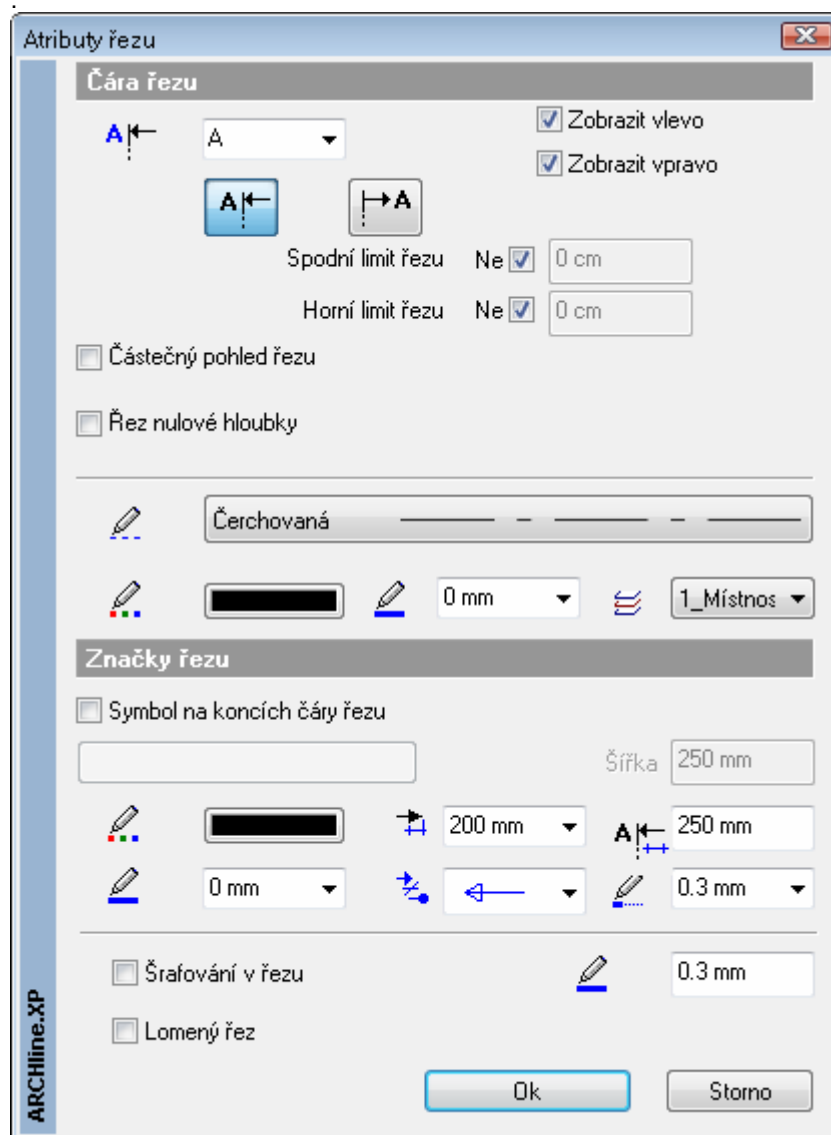 Atributy řezu
Čára řezu
A A Zobrazit vlevo
Zobrazit vpravo
A A
Spodní limit řezu Ne 0 cm
Horní limit řezu Ne 0 cm
Částečný pohled řezu
Řez nulové hloubky
Čerchovaná
0 mm 1_Místnos
Značky řezu
Symbol na koncích čáry řezu
Šířka 250 mm
200 mm A 250 mm
0 mm 0.3 mm
Šrafování v řezu 0.3 mm
Lomený řez
Ok Storno
ARCHline.XP